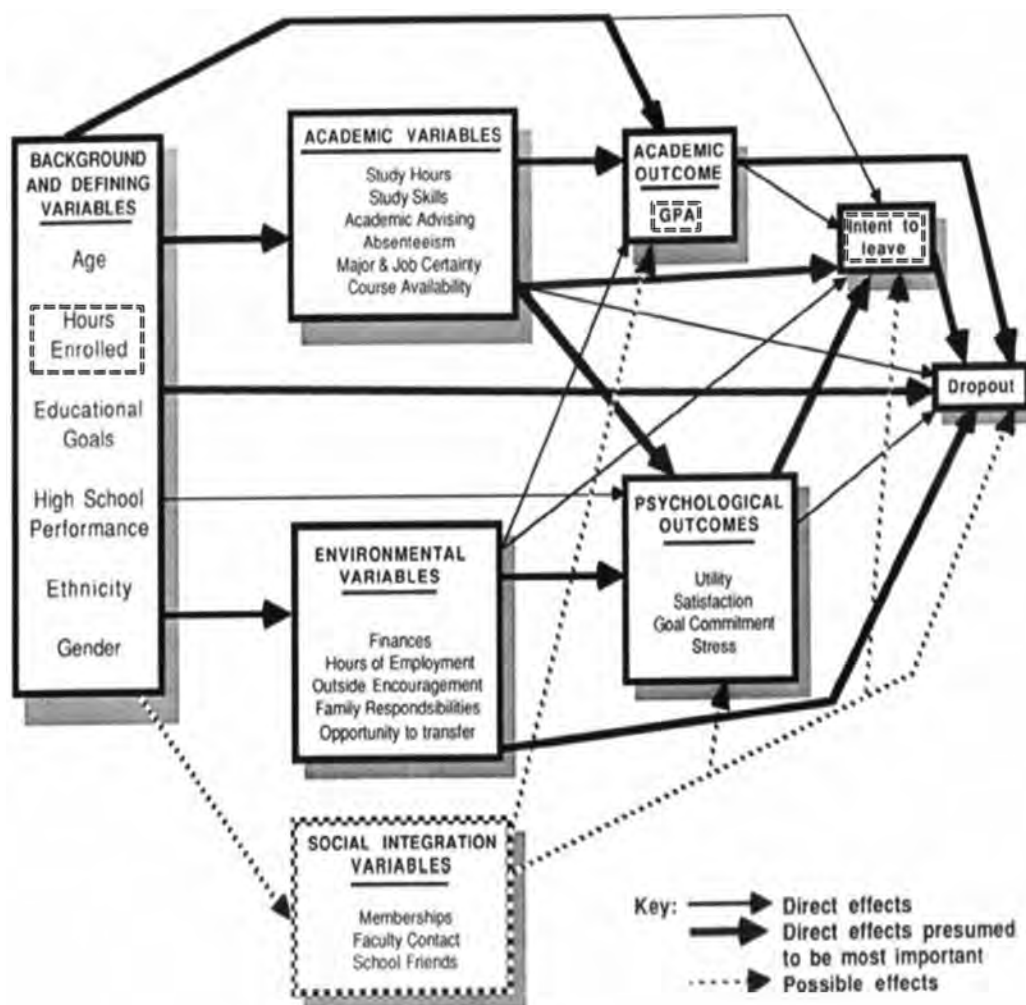 BACKGROUND
AND DEFINING
VARIABLES
Age
Hours
Enrolled
Educational
Goals
High School
Performance
Ethnicity
Gender
ACADEMIC VARIABLES
Study Hours
Study Skills
Academic Advising
Absenteeism
Major & Job Certainty
Course Availability
ENVIRONMENTAL
VARIABLES
Finances
Hours of Employment
Outside Encouragement
Family Respondsibilities
Opportunity to transfer
SOCIAL INTEGRATION
VARIABLES
Memberships
Faculty Contact
School Friends
ACADEMIC
OUTCOME
GPA
PSYCHOLOGICAL
OUTCOMES
Utility
Satisfaction
Goal Commitment
Stress
Intent to
leave
Dropout
Key:
Direct effects
Direct effects presumed
to be most important
Possible effects